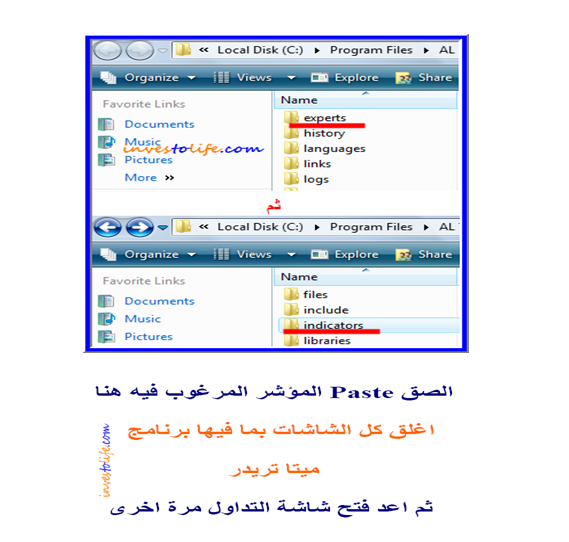 « Local Disk (C:) ▸ Program Files ▸ AL
Organize ▾ Views ▾ Explore Share
Favorite Links
Documents
Music
Pictures
More »
investolife.com
Name
experts
history
languages
links
logs
ثم
« Local Disk (C:) ▸ Program Files ▸ AL
Organize ▾ Views ▾ Explore Share
Favorite Links
Documents
Music
Pictures
Name
files
include
indicators
libraries
الصق Paste المؤشر المرغوب فيه هنا
اغلق كل الشاشات بما فيها برنامج
ميتا تريدر
ثم اعد فتح شاشة التداول مرة اخرى
investolife.com